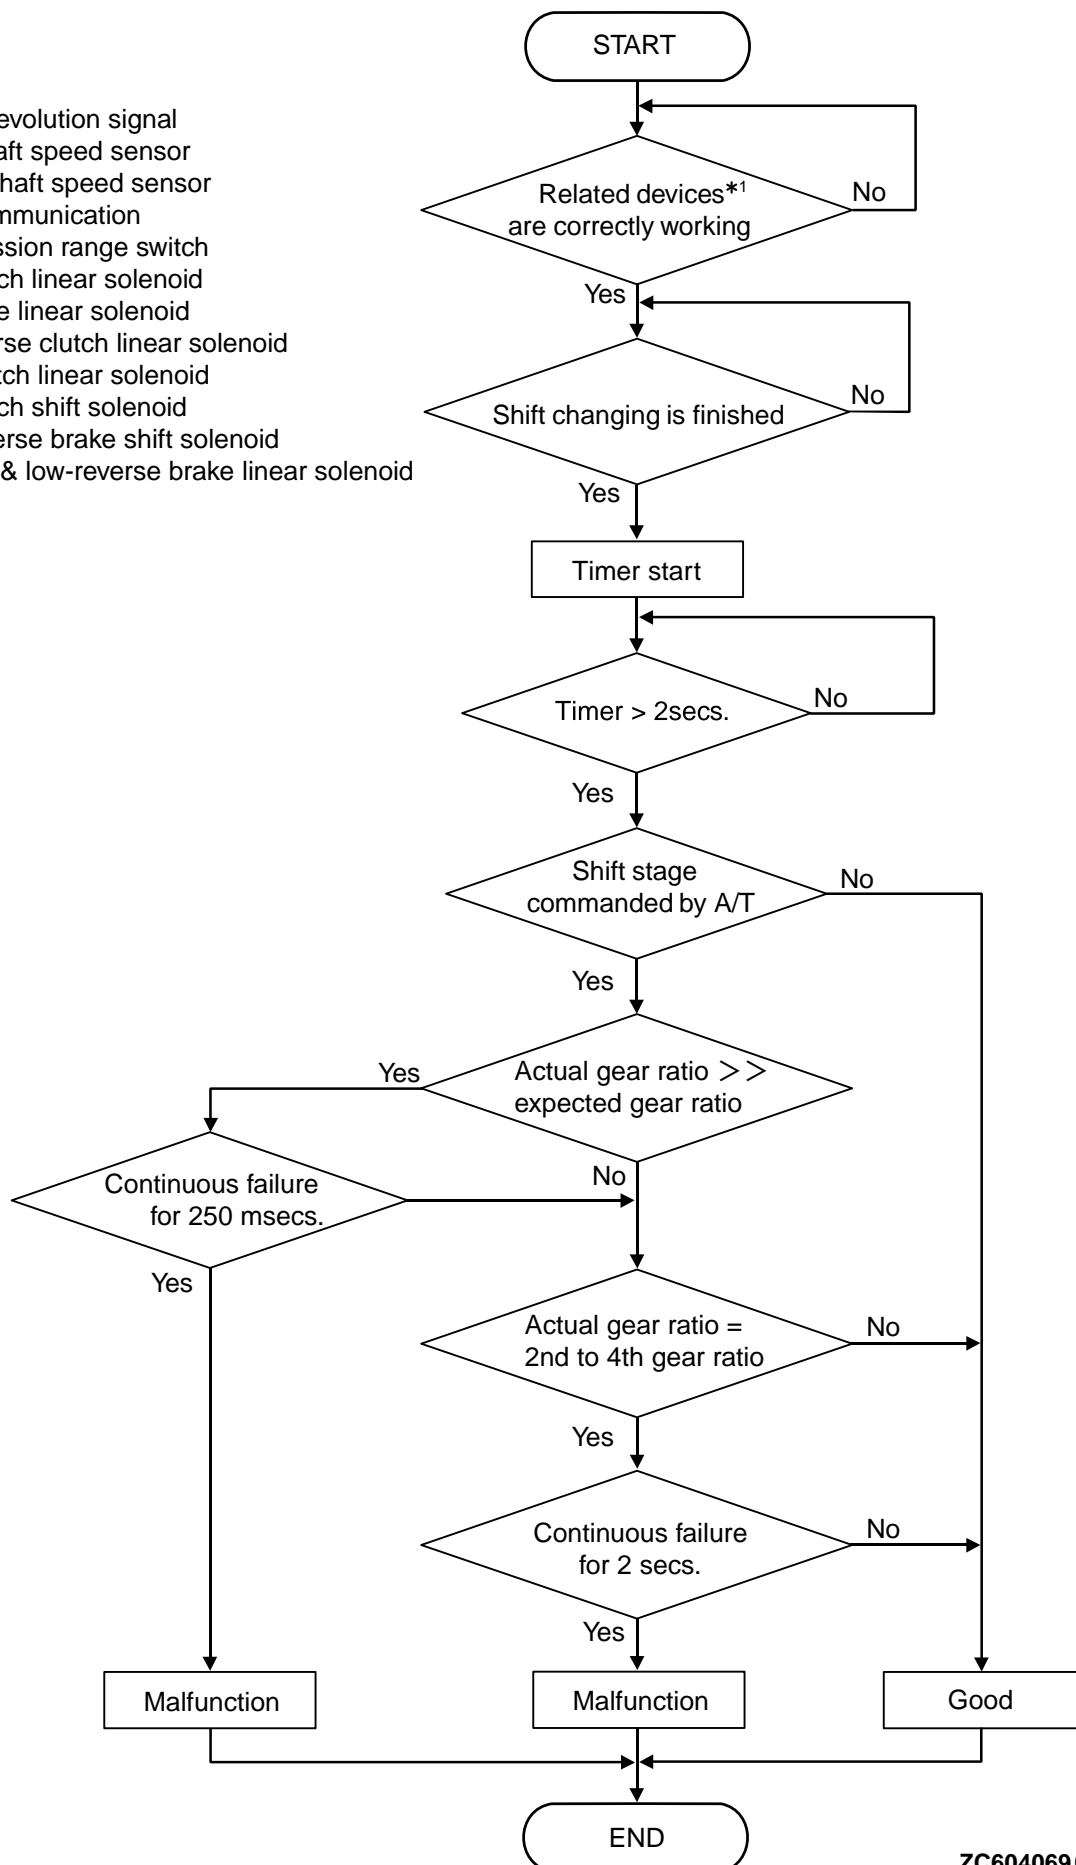 START
evolution signal
aft speed sensor
haft speed sensor
mmunication
ssion range switch
ch linear solenoid
e linear solenoid
rse clutch linear solenoid
tch linear solenoid
ch shift solenoid
erse brake shift solenoid
& low-reverse brake linear solenoid
Related devices*1
are correctly working
No
Yes
Shift changing is finished
No
Yes
Timer start
Timer > 2secs.
No
Yes
Shift stage
commanded by A/T
No
Yes
Actual gear ratio >>
expected gear ratio
Yes
No
Continuous failure
for 250 msecs.
Yes
Actual gear ratio =
2nd to 4th gear ratio
No
Yes
Continuous failure
for 2 secs.
No
Yes
Malfunction
Malfunction
Good
END
ZC604069